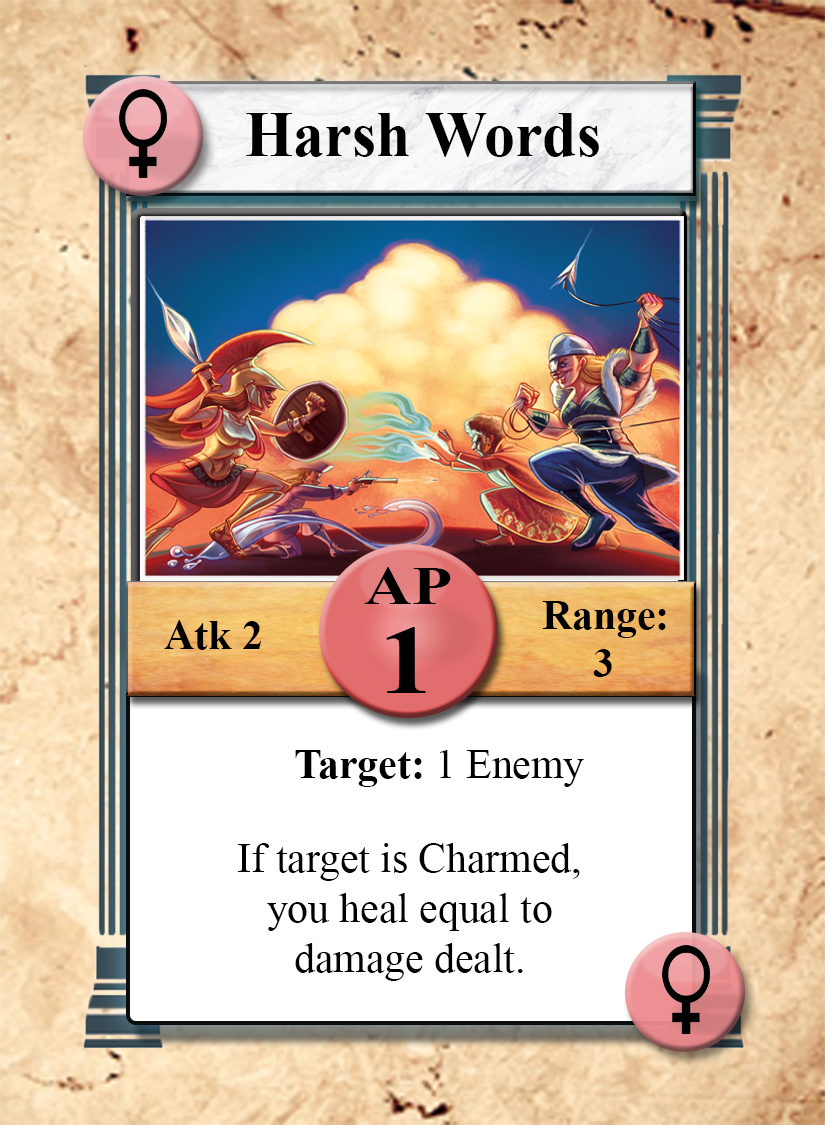 Harsh Words
Atk 2
AP
1
Range:
3
Target: 1 Enemy
If target is Charmed,
you heal equal to
damage dealt.